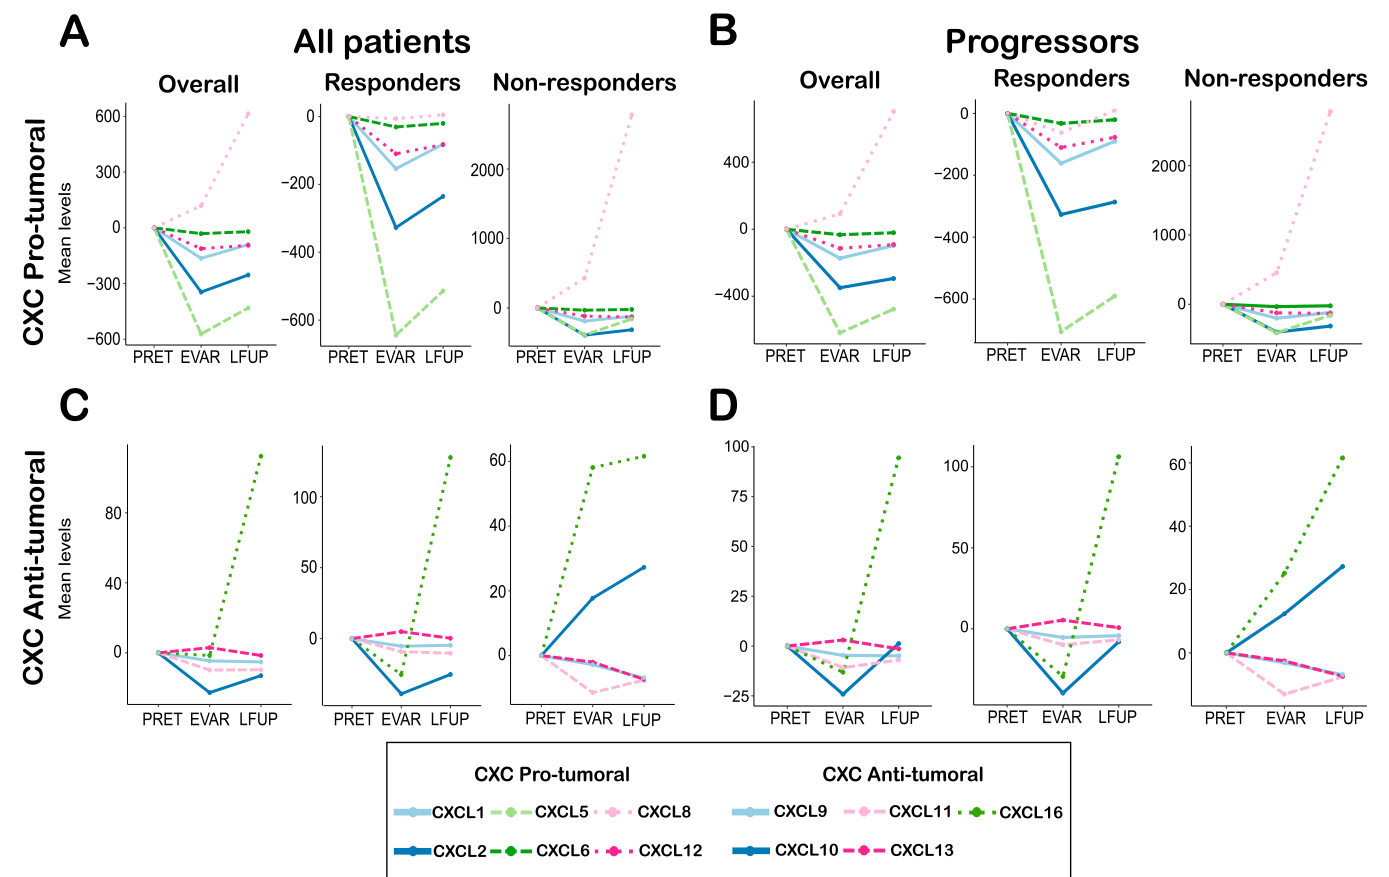 A
All patients
B
Progressors
Overall
Responders
Non-responders
Overall
Responders
Non-responders
CXC Pro-tumoral
Mean levels
600
300
0
−300
−600
PRET EVAR LFUP
0
−200
−400
−600
PRET EVAR LFUP
2000
1000
0
PRET EVAR LFUP
400
0
−400
PRET EVAR LFUP
0
−200
−400
−600
PRET EVAR LFUP
2000
1000
0
PRET EVAR LFUP
C
D
CXC Anti-tumoral
Mean levels
80
40
0
PRET EVAR LFUP
100
50
0
PRET EVAR LFUP
60
40
20
0
PRET EVAR LFUP
100
75
50
25
0
−25
PRET EVAR LFUP
100
50
0
PRET EVAR LFUP
60
40
20
0
PRET EVAR LFUP
CXC Pro-tumoral
CXC Anti-tumoral
CXCL1 CXCL5 CXCL8 CXCL9 CXCL11 CXCL16
CXCL2 CXCL6 CXCL12 CXCL10 CXCL13